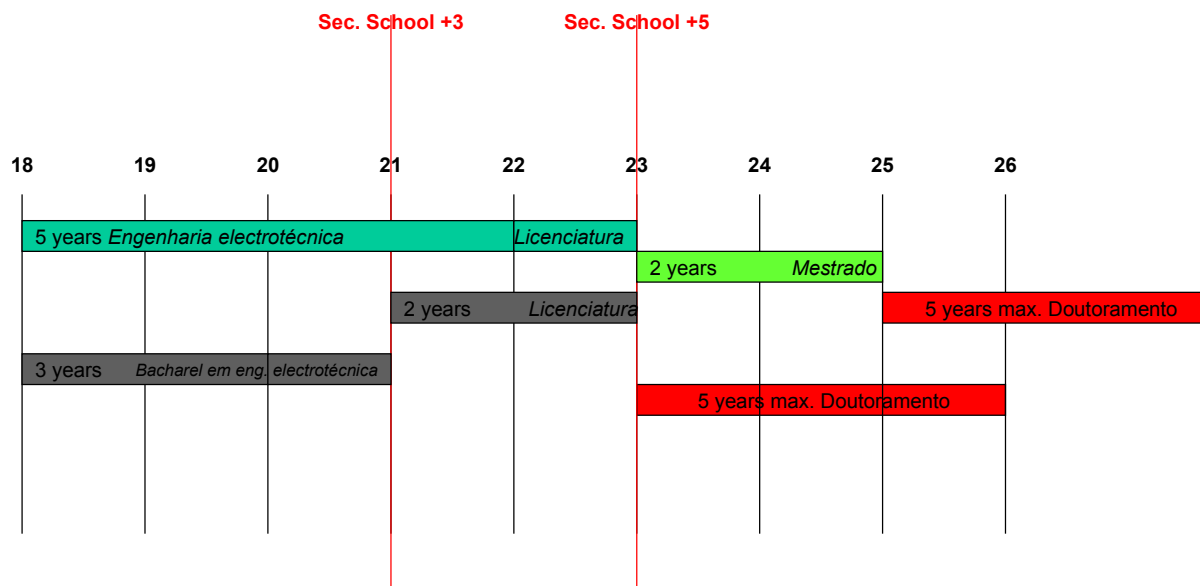 Sec. School +3 Sec. School +5
18 19 20 21 22 23 24 25 26
5 years Engenharia electrotécnica Licenciatura
2 years Mestrado
2 years Licenciatura 5 years max. Doutoramento
3 years Bacharel em eng. electrotécnica
5 years max. Doutoramento